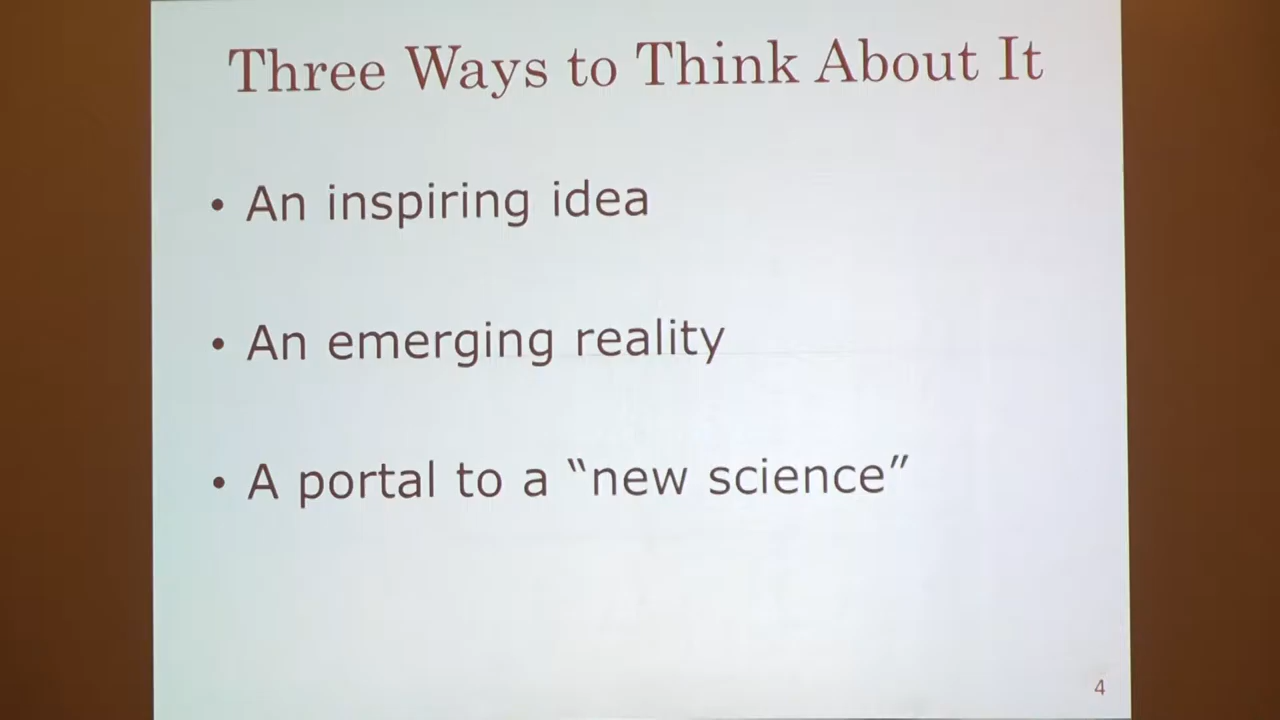 Three Ways to Think About It
• An inspiring idea
• An emerging reality
• A portal to a “new science”
4